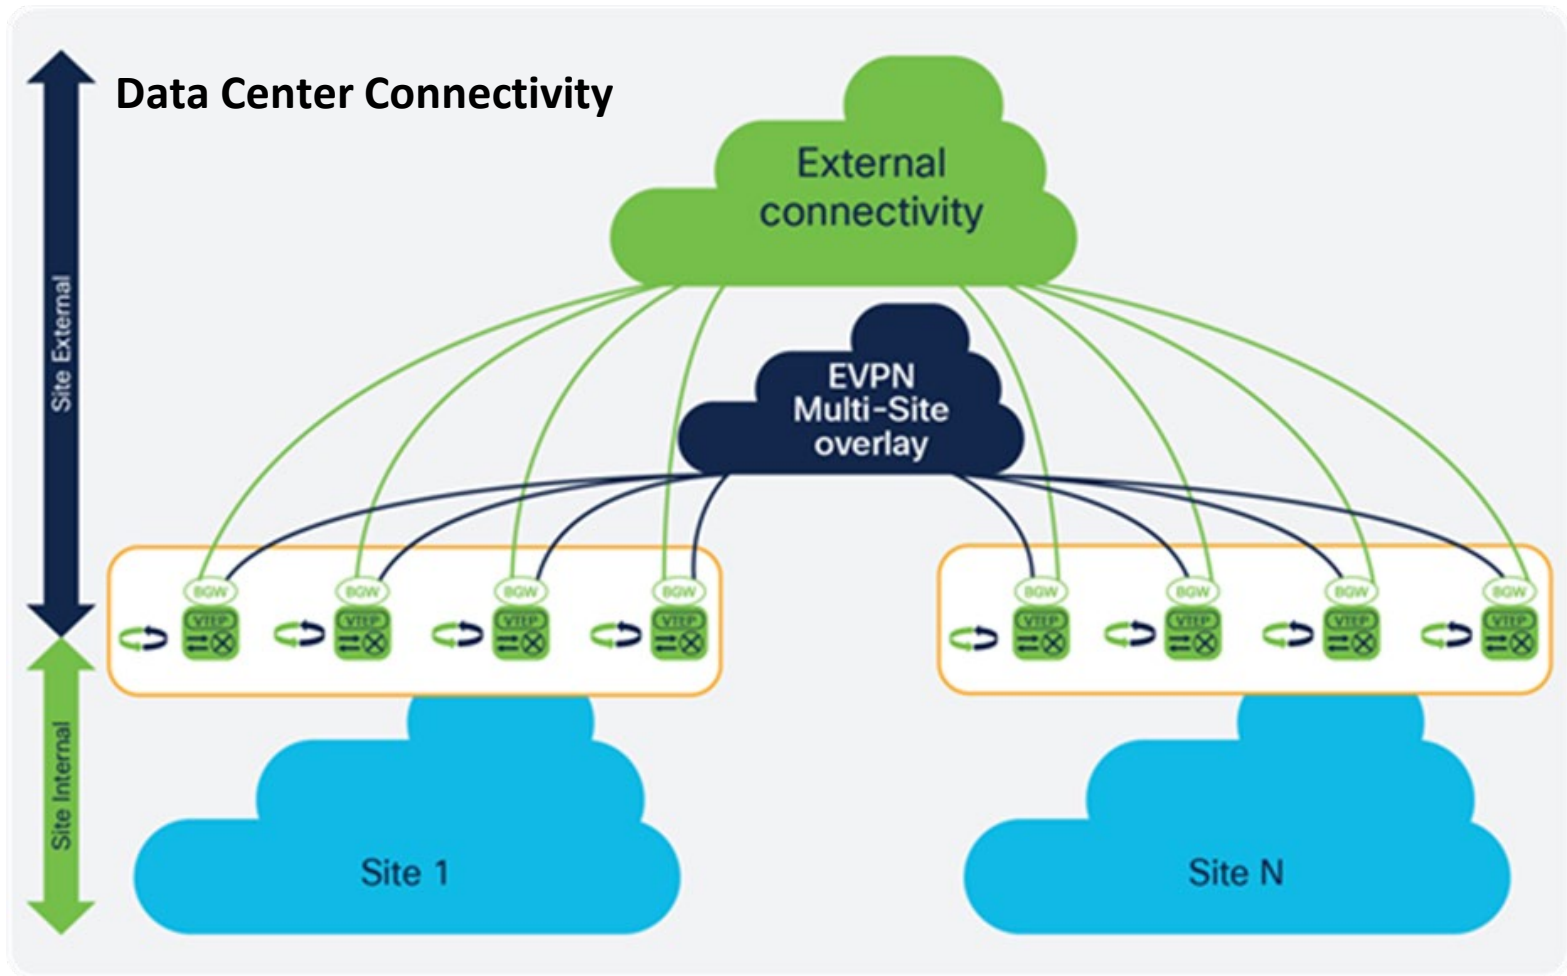 Data Center Connectivity
External
connectivity
Site External
EVPN
Multi-Site
overlay
BGW
BGW
BGW
BGW
BGW
BGW
BGW
BGW
VTEP
VTEP
VTEP
VTEP
VTEP
VTEP
VTEP
VTEP
Site Internal
Site 1
Site N